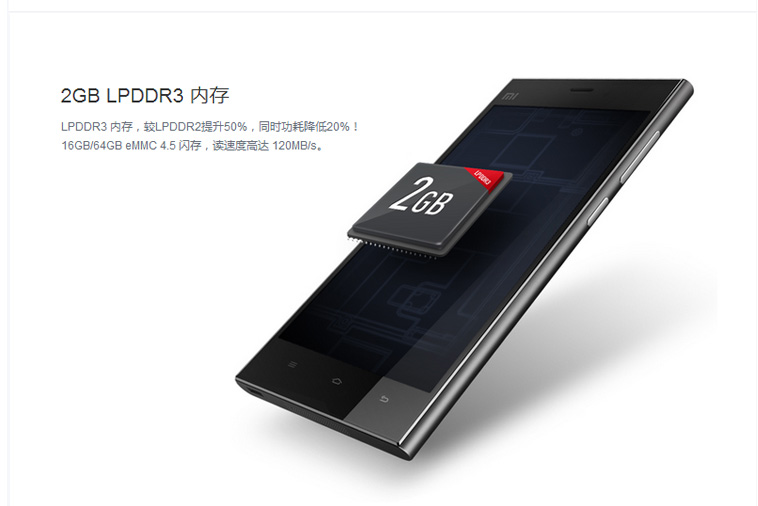 2GB LPDDR3 内存
LPDDR3 内存，较LPDDR2提升50%，同时功耗降低20%！
16GB/64GB eMMC 4.5 闪存，读速度高达 120MB/s。
MI
LPDDR3
2GB